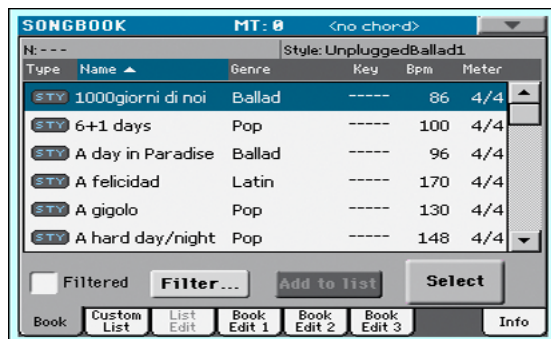 SONGBOOK MT: 0 <no chord>
N: - - - Style: UnpluggedBallad1
Type Name Genre Key Bpm Meter
STY 1000giorni di noi Ballad ----- 86 4/4
STY 6+1 days Pop ----- 100 4/4
STY A day in Paradise Ballad ----- 96 4/4
STY A felicidad Latin ----- 170 4/4
STY A gigolo Pop ----- 130 4/4
STY A hard day/night Pop ----- 148 4/4
Filtered Filter... Add to list Select
Book Custom List List Edit Book Edit 1 Book Edit 2 Book Edit 3 Info